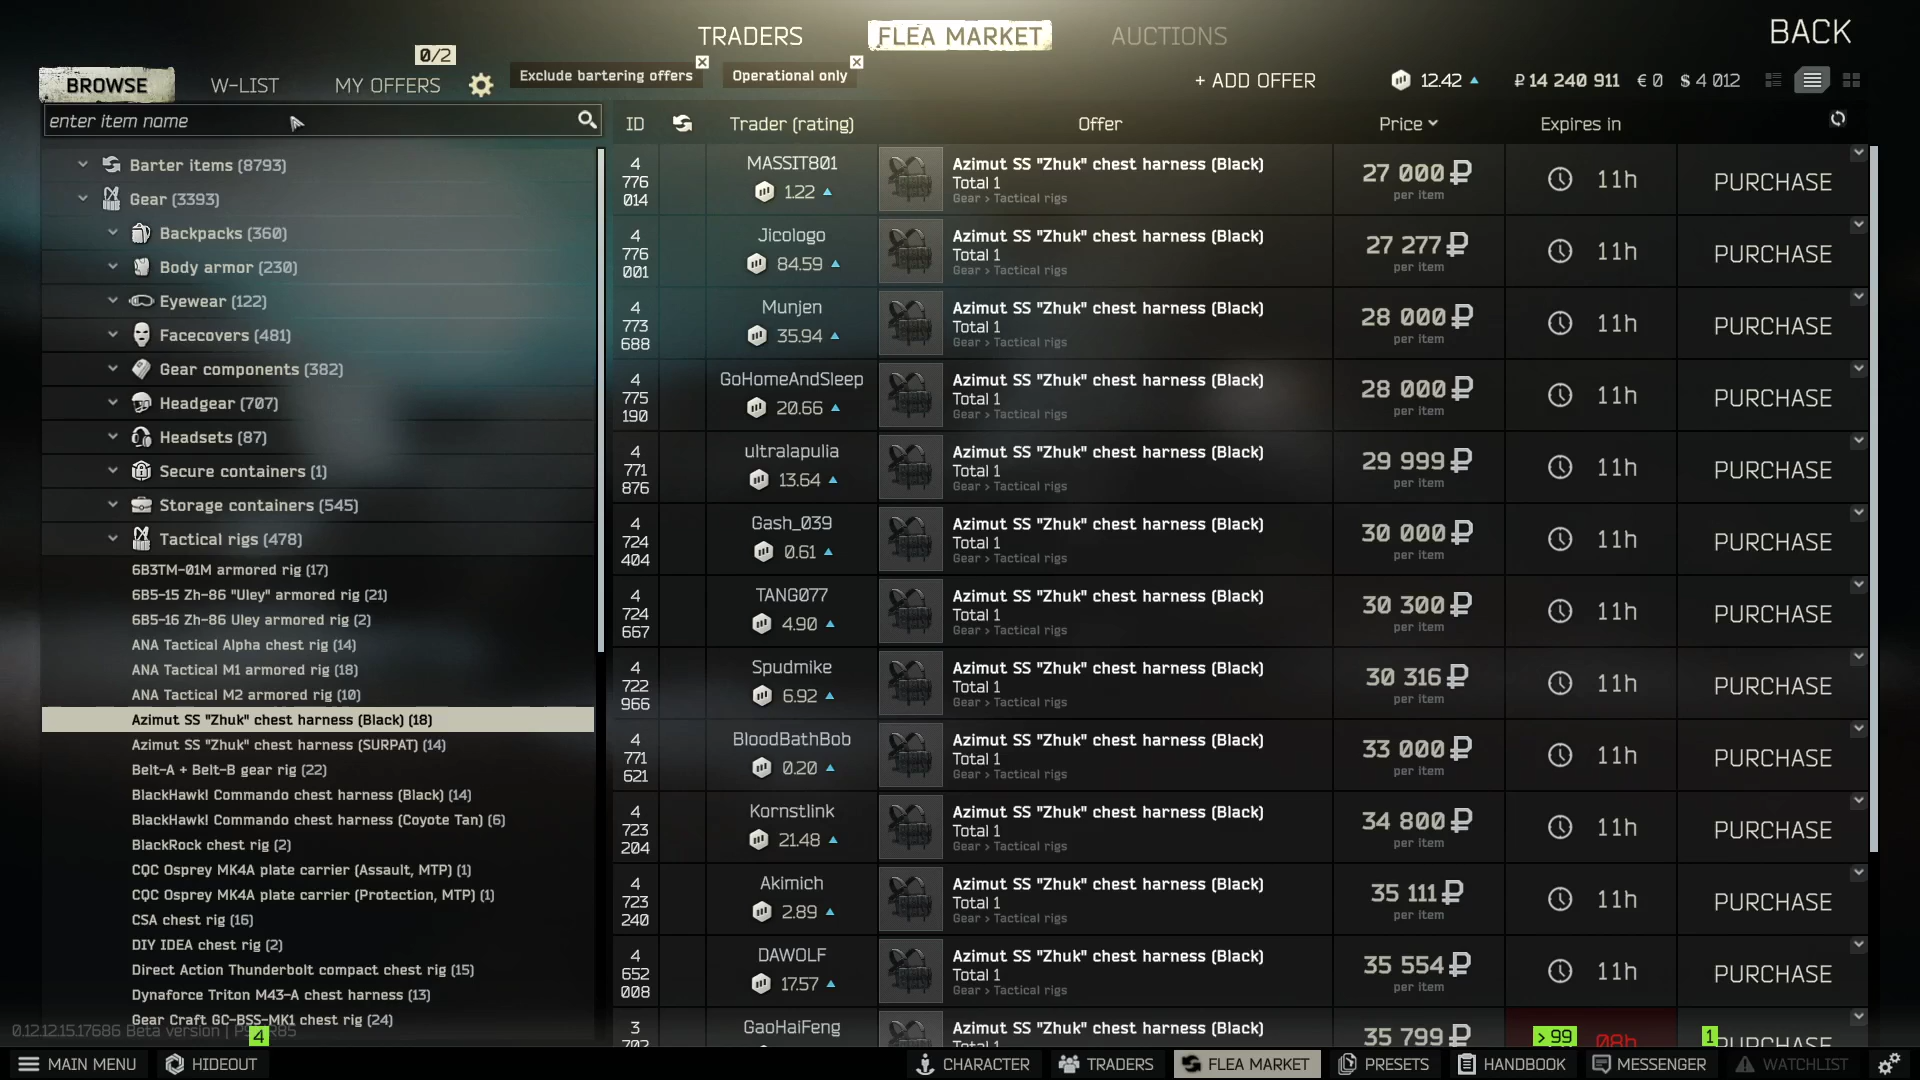 TRADERS
FLEA MARKET
AUCTIONS
BACK
0/2
BROWSE
W-LIST
MY OFFERS
Exclude bartering offers
Operational only
+ ADD OFFER
12.42
₽ 14 240 911
€ 0
$ 4 012
enter item name
ID
Trader (rating)
Offer
Price
Expires in
Barter items (8793)
Gear (3393)
Backpacks (360)
Body armor (230)
Eyewear (122)
Facecovers (481)
Gear components (382)
Headgear (707)
Headsets (87)
Secure containers (1)
Storage containers (545)
Tactical rigs (478)
6B3TM-01M armored rig (17)
6B5-15 Zh-86 "Uley" armored rig (21)
6B5-16 Zh-86 Uley armored rig (2)
ANA Tactical Alpha chest rig (14)
ANA Tactical M1 armored rig (18)
ANA Tactical M2 armored rig (10)
Azimut SS "Zhuk" chest harness (Black) (18)
Azimut SS "Zhuk" chest harness (SURPAT) (14)
Belt-A + Belt-B gear rig (22)
BlackHawk! Commando chest harness (Black) (14)
BlackHawk! Commando chest harness (Coyote Tan) (6)
BlackRock chest rig (2)
CQC Osprey MK4A plate carrier (Assault, MTP) (1)
CQC Osprey MK4A plate carrier (Protection, MTP) (1)
CSA chest rig (16)
DIY IDEA chest rig (2)
Direct Action Thunderbolt compact chest rig (15)
Dynaforce Triton M43-A chest harness (13)
Gear Craft GC-BSS-MK1 chest rig (24)
4
776
014
MASSIT801
1.22
Azimut SS "Zhuk" chest harness (Black)
Total 1
Gear > Tactical rigs
27 000 ₽
per item
11h
PURCHASE
4
776
001
Jicologo
84.59
Azimut SS "Zhuk" chest harness (Black)
Total 1
Gear > Tactical rigs
27 277 ₽
per item
11h
PURCHASE
4
773
688
Munjen
35.94
Azimut SS "Zhuk" chest harness (Black)
Total 1
Gear > Tactical rigs
28 000 ₽
per item
11h
PURCHASE
4
775
190
GoHomeAndSleep
20.66
Azimut SS "Zhuk" chest harness (Black)
Total 1
Gear > Tactical rigs
28 000 ₽
per item
11h
PURCHASE
4
771
876
ultralapulia
13.64
Azimut SS "Zhuk" chest harness (Black)
Total 1
Gear > Tactical rigs
29 999 ₽
per item
11h
PURCHASE
4
724
404
Gash_039
0.61
Azimut SS "Zhuk" chest harness (Black)
Total 1
Gear > Tactical rigs
30 000 ₽
per item
11h
PURCHASE
4
724
667
TANG077
4.90
Azimut SS "Zhuk" chest harness (Black)
Total 1
Gear > Tactical rigs
30 300 ₽
per item
11h
PURCHASE
4
722
966
Spudmike
6.92
Azimut SS "Zhuk" chest harness (Black)
Total 1
Gear > Tactical rigs
30 316 ₽
per item
11h
PURCHASE
4
771
621
BloodBathBob
0.20
Azimut SS "Zhuk" chest harness (Black)
Total 1
Gear > Tactical rigs
33 000 ₽
per item
11h
PURCHASE
4
723
204
Kornstlink
21.48
Azimut SS "Zhuk" chest harness (Black)
Total 1
Gear > Tactical rigs
34 800 ₽
per item
11h
PURCHASE
4
723
240
Akimich
2.89
Azimut SS "Zhuk" chest harness (Black)
Total 1
Gear > Tactical rigs
35 111 ₽
per item
11h
PURCHASE
4
652
008
DAWOLF
17.57
Azimut SS "Zhuk" chest harness (Black)
Total 1
Gear > Tactical rigs
35 554 ₽
per item
11h
PURCHASE
3
GaoHaiFeng
Azimut SS "Zhuk" chest harness (Black)
Total 1
35 799 ₽
08h
PURCHASE
0.12.12.15.17686 Beta version |
4
>99
1
MAIN MENU
HIDEOUT
CHARACTER
TRADERS
FLEA MARKET
PRESETS
HANDBOOK
MESSENGER
WATCHLIST